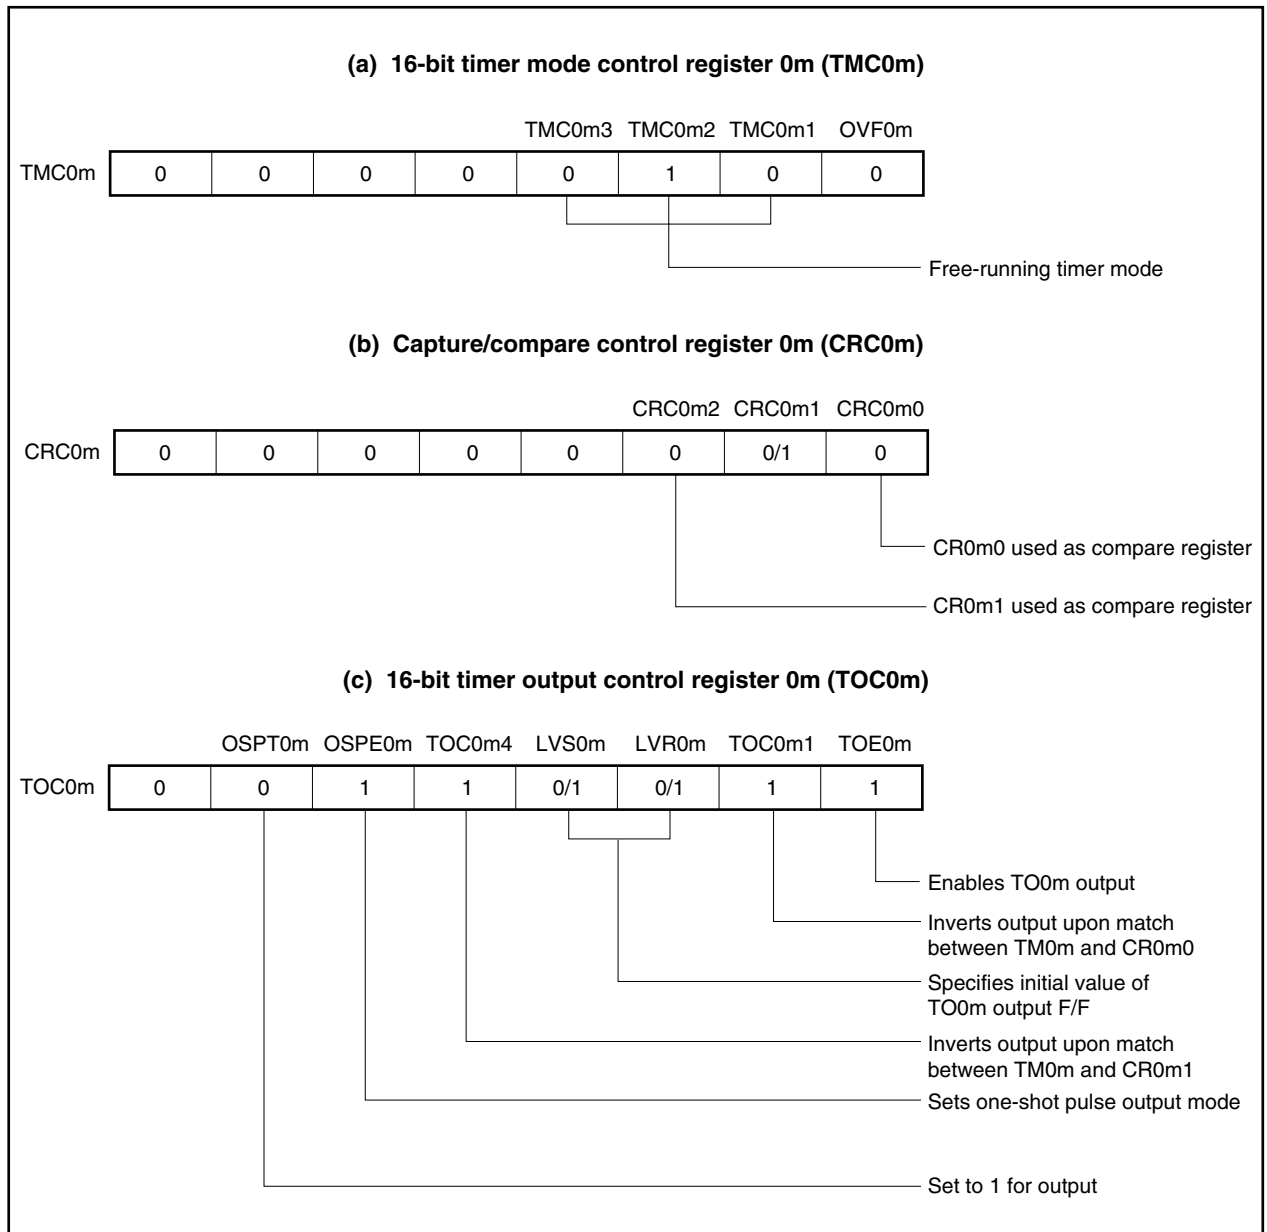 (a) 16-bit timer mode control register 0m (TMC0m)
TMC0m3 TMC0m2 TMC0m1 OVF0m
TMC0m 0 0 0 0 0 1 0 0
Free-running timer mode
(b) Capture/compare control register 0m (CRC0m)
CRC0m2 CRC0m1 CRC0m0
CRC0m 0 0 0 0 0 0 0/1 0
CR0m0 used as compare register
CR0m1 used as compare register
(c) 16-bit timer output control register 0m (TOC0m)
OSPT0m OSPE0m TOC0m4 LVS0m LVR0m TOC0m1 TOE0m
TOC0m 0 0 1 1 0/1 0/1 1 1
Enables TO0m output
Inverts output upon match
between TM0m and CR0m0
Specifies initial value of
TO0m output F/F
Inverts output upon match
between TM0m and CR0m1
Sets one-shot pulse output mode
Set to 1 for output